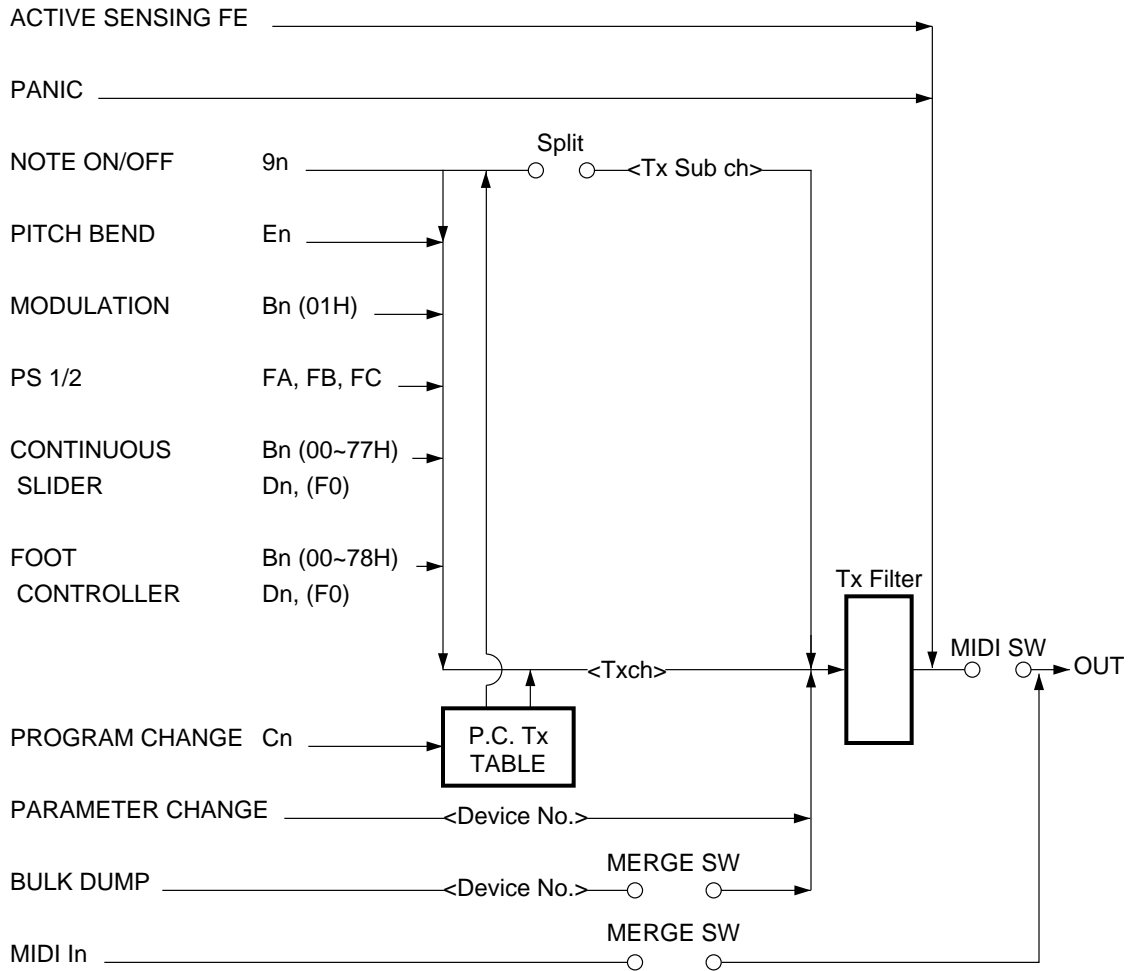 ACTIVE SENSING FE
PANIC
Split
NOTE ON/OFF 9n <Tx Sub ch>
PITCH BEND En
MODULATION Bn (01H)
PS 1/2 FA, FB, FC
CONTINUOUS Bn (00~77H)
SLIDER Dn, (F0)
FOOT Bn (00~78H)
CONTROLLER Dn, (F0)
Tx Filter
MIDI SW
<Txch> OUT
PROGRAM CHANGE Cn P.C. Tx
TABLE
PARAMETER CHANGE <Device No.>
MERGE SW
BULK DUMP <Device No.>
MERGE SW
MIDI In